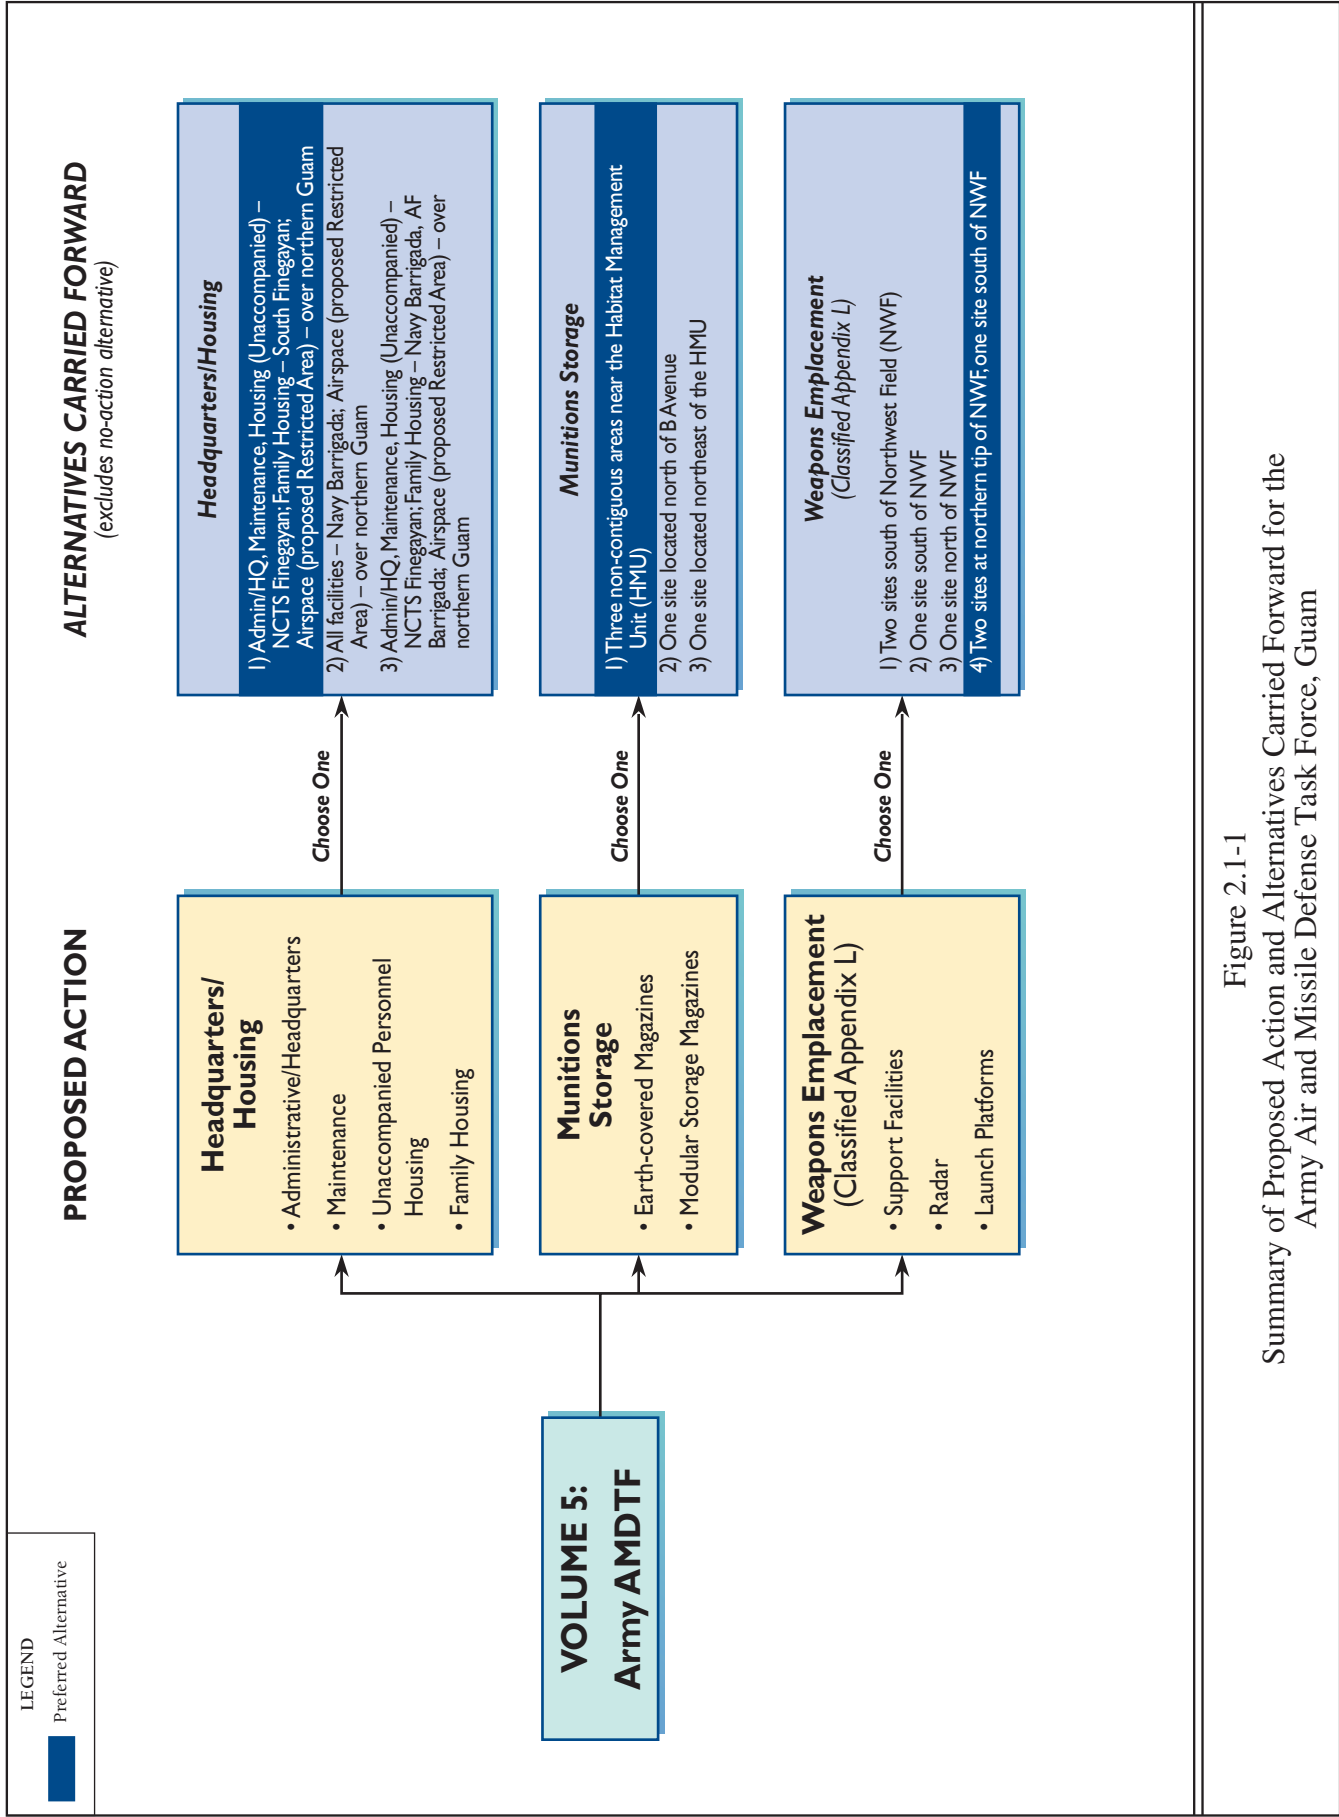 LEGEND
Preferred Alternative
PROPOSED ACTION
ALTERNATIVES CARRIED FORWARD
(excludes no-action alternative)
VOLUME 5:
Army AMDTF
Headquarters/
Housing
• Administrative/Headquarters
• Maintenance
• Unaccompanied Personnel
Housing
• Family Housing
Choose One
Headquarters/Housing
1) Admin/HQ, Maintenance, Housing (Unaccompanied) –
NCTS Finegayan; Family Housing – South Finegayan;
Airspace (proposed Restricted Area) – over northern Guam
2) All facilities – Navy Barrigada; Airspace (proposed Restricted
Area) – over northern Guam
3) Admin/HQ, Maintenance, Housing (Unaccompanied) –
NCTS Finegayan; Family Housing – Navy Barrigada, AF
Barrigada; Airspace (proposed Restricted Area) – over
northern Guam
Munitions
Storage
• Earth-covered Magazines
• Modular Storage Magazines
Choose One
Munitions Storage
1) Three non-contiguous areas near the Habitat Management
Unit (HMU)
2) One site located north of B Avenue
3) One site located northeast of the HMU
Weapons Emplacement
(Classified Appendix L)
• Support Facilities
• Radar
• Launch Platforms
Choose One
Weapons Emplacement
(Classified Appendix L)
1) Two sites south of Northwest Field (NWF)
2) One site south of NWF
3) One site north of NWF
4) Two sites at northern tip of NWF, one site south of NWF
Figure 2.1-1
Summary of Proposed Action and Alternatives Carried Forward for the
Army Air and Missile Defense Task Force, Guam